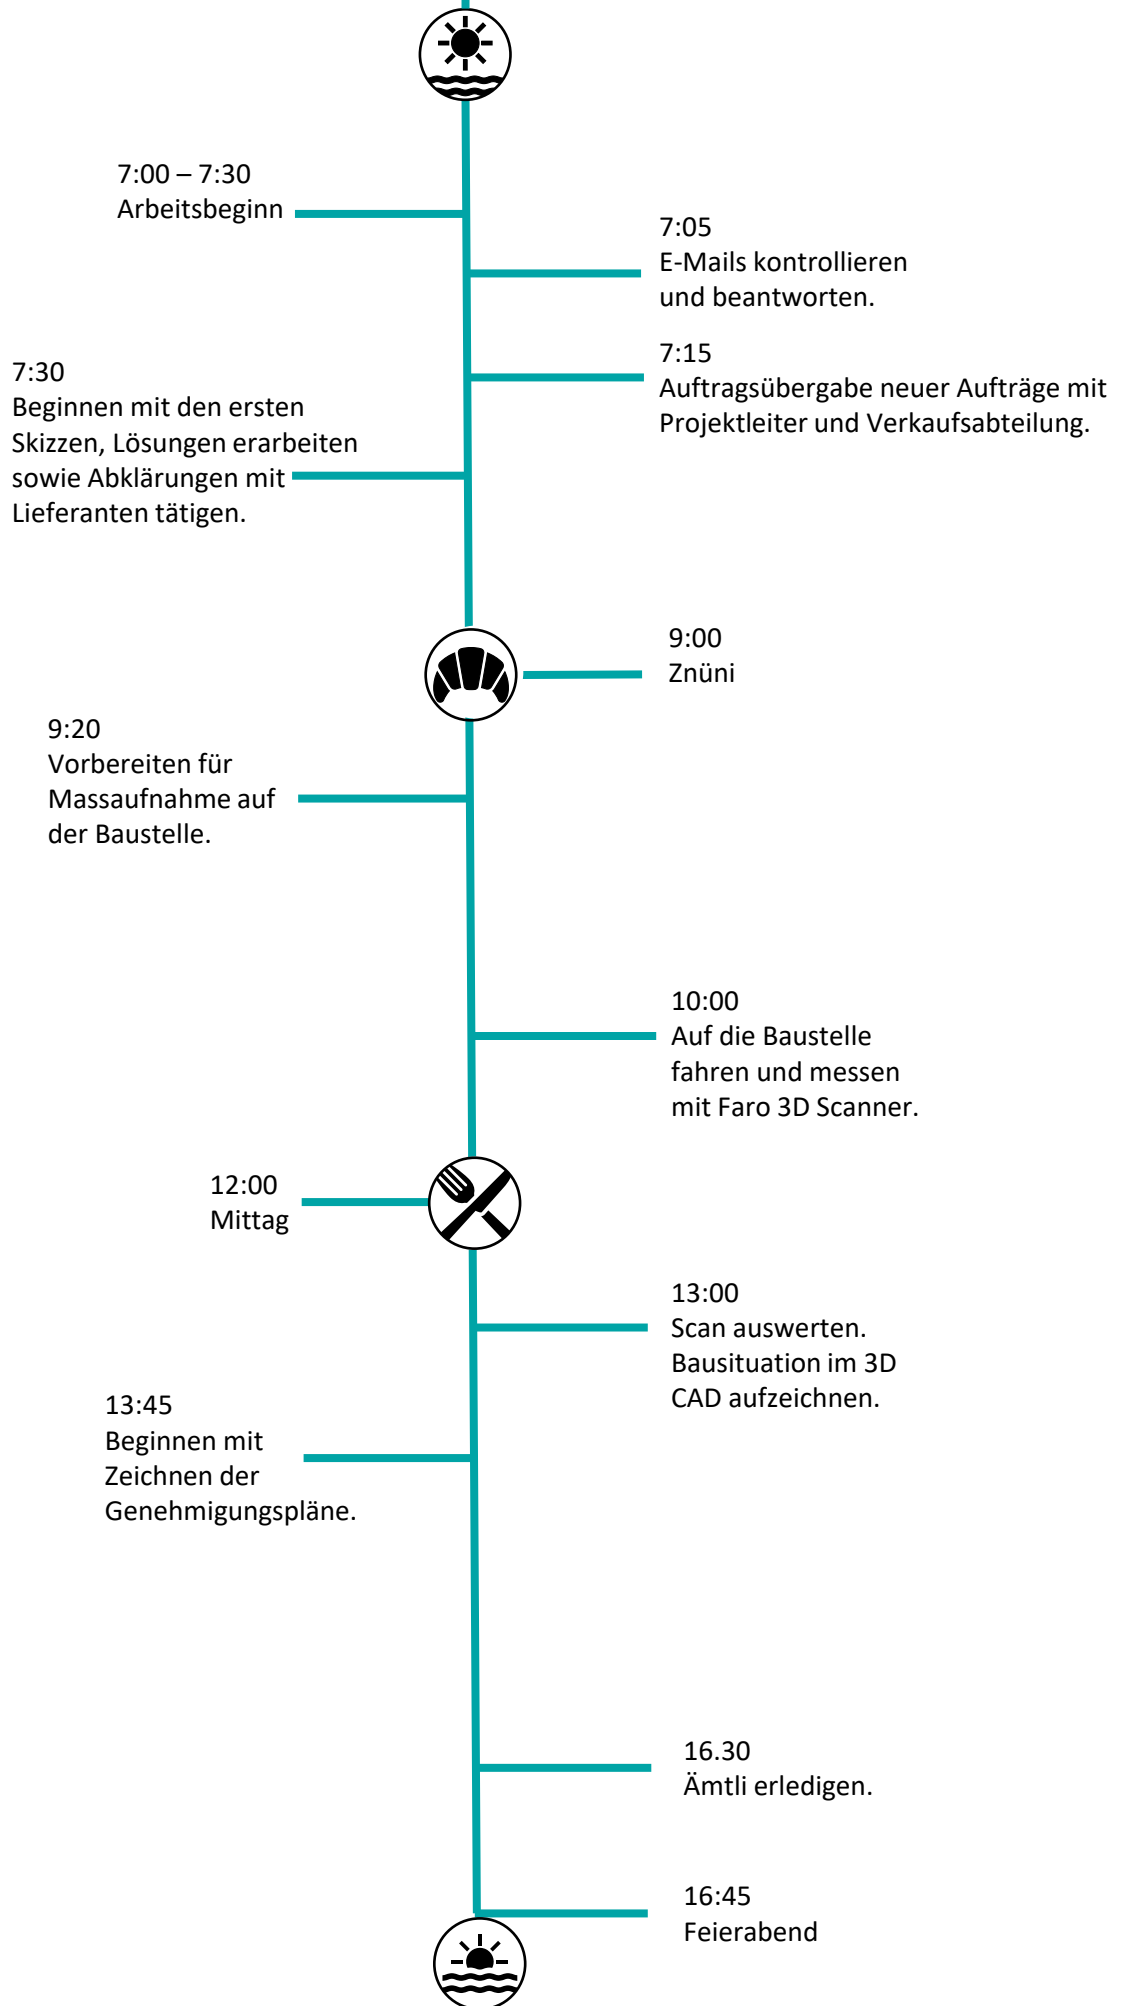 7:00 – 7:30
Arbeitsbeginn
7:05
E-Mails kontrollieren
und beantworten.
7:15
Auftragsübergabe neuer Aufträge mit
Projektleiter und Verkaufsabteilung.
7:30
Beginnen mit den ersten
Skizzen, Lösungen erarbeiten
sowie Abklärungen mit
Lieferanten tätigen.
9:00
Znüni
9:20
Vorbereiten für
Massaufnahme auf
der Baustelle.
10:00
Auf die Baustelle
fahren und messen
mit Faro 3D Scanner.
12:00
Mittag
13:00
Scan auswerten.
Bausituation im 3D
CAD aufzeichnen.
13:45
Beginnen mit
Zeichnen der
Genehmigungspläne.
16.30
Ämtli erledigen.
16:45
Feierabend